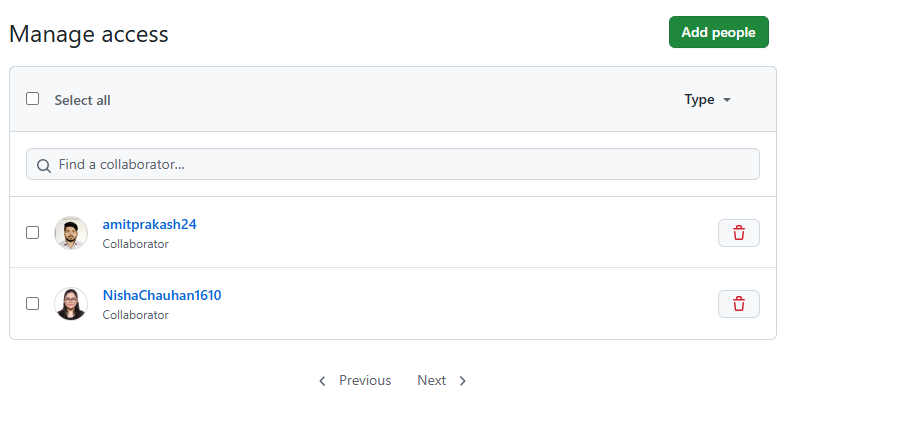 Manage access
Add people
Select all
Type
Find a collaborator...
amitprakash24
Collaborator
NishaChauhan1610
Collaborator
Previous Next